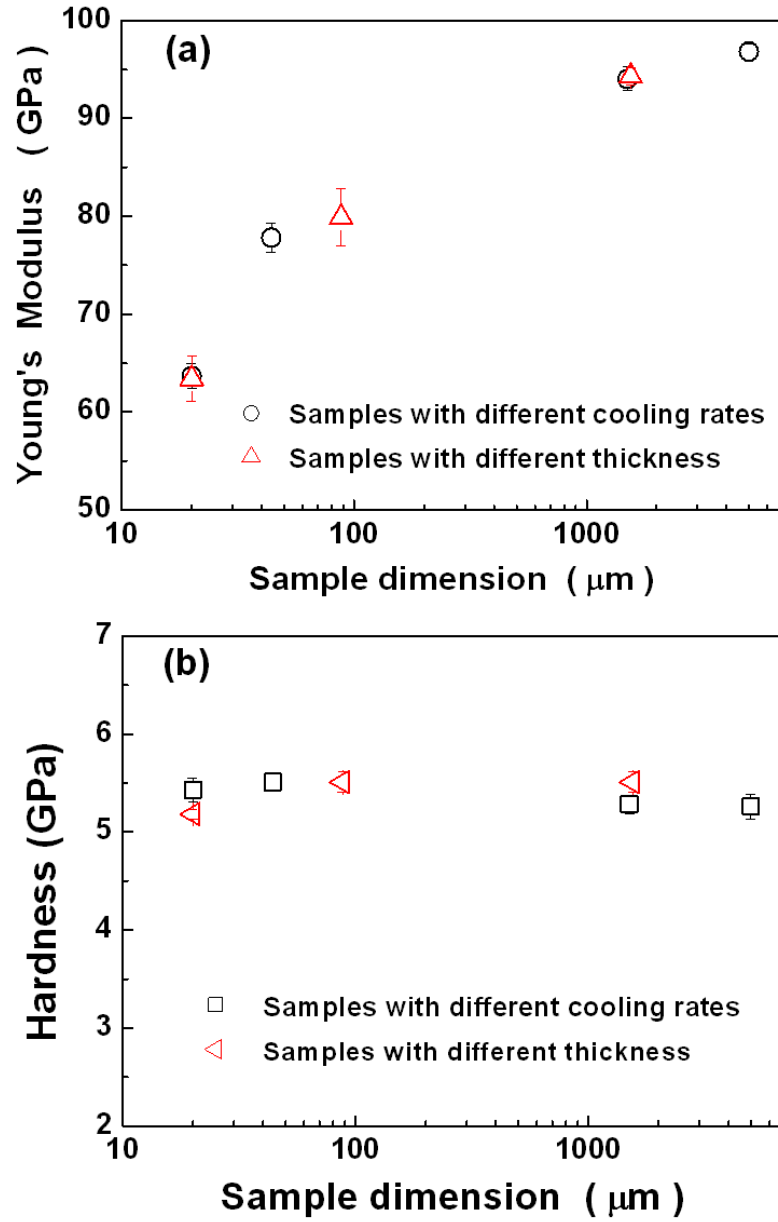 (a)
Young's Modulus ( GPa )
100
90
80
70
60
50
Samples with different cooling rates
Samples with different thickness
10
100
1000
Sample dimension ( μm )
(b)
Hardness (GPa)
7
6
5
4
3
2
Samples with different cooling rates
Samples with different thickness
10
100
1000
Sample dimension ( μm )